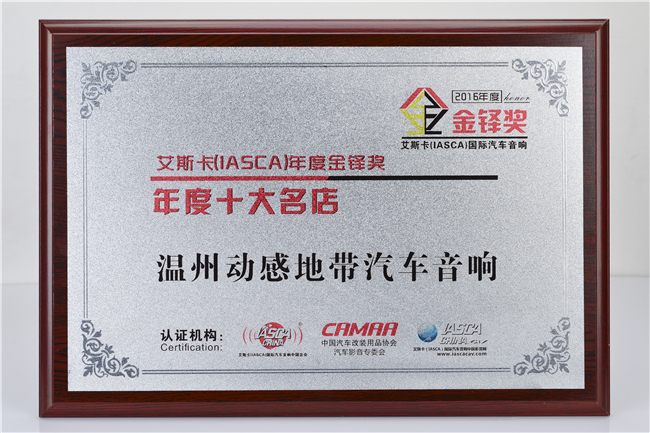 2016年度 honor
金铎奖
艾斯卡(IASCA)国际汽车音响
艾斯卡(IASCA)年度金铎奖
年度十大名店
温州动感地带汽车音响
认证机构:
Certification:
IASCA
CHINA
®
艾斯卡(IASCA)国际汽车音响中国总会
CAMRA
中国汽车改装用品协会
汽车影音专委会
IASCA
CHINA
www.iascacav.com